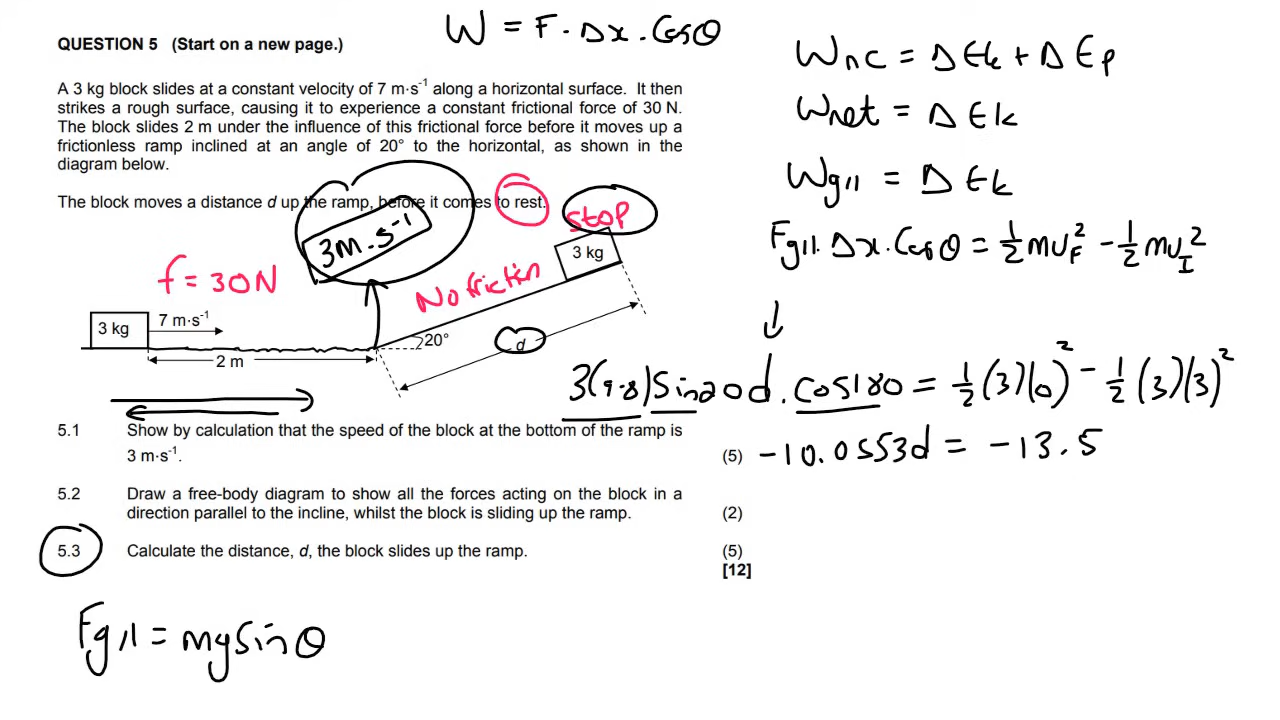 W = F · Δx · Cosθ
QUESTION 5 (Start on a new page.)
A 3 kg block slides at a constant velocity of 7 m·s⁻¹ along a horizontal surface. It then
strikes a rough surface, causing it to experience a constant frictional force of 30 N.
The block slides 2 m under the influence of this frictional force before it moves up a
frictionless ramp inclined at an angle of 20° to the horizontal, as shown in the
diagram below.
The block moves a distance d up the ramp, before it comes to rest.
Wnc = ΔEk + ΔEp
Wnet = ΔEk
Wg|| = ΔEk
Fg||. Δx. Cosθ = ½mv_F² - ½mv_I²
3m·s⁻¹
stop
3 kg
f = 30N
No friction
3 kg
7 m·s⁻¹
20°
d
2 m
3(9.8)Sin20d. cos180 = ½(3)(0)² - ½(3)(3)²
-10.0553d = -13.5
5.1 Show by calculation that the speed of the block at the bottom of the ramp is
3 m·s⁻¹. (5)
5.2 Draw a free-body diagram to show all the forces acting on the block in a
direction parallel to the incline, whilst the block is sliding up the ramp. (2)
5.3 Calculate the distance, d, the block slides up the ramp. (5)
[12]
Fg|| = mgSinθ